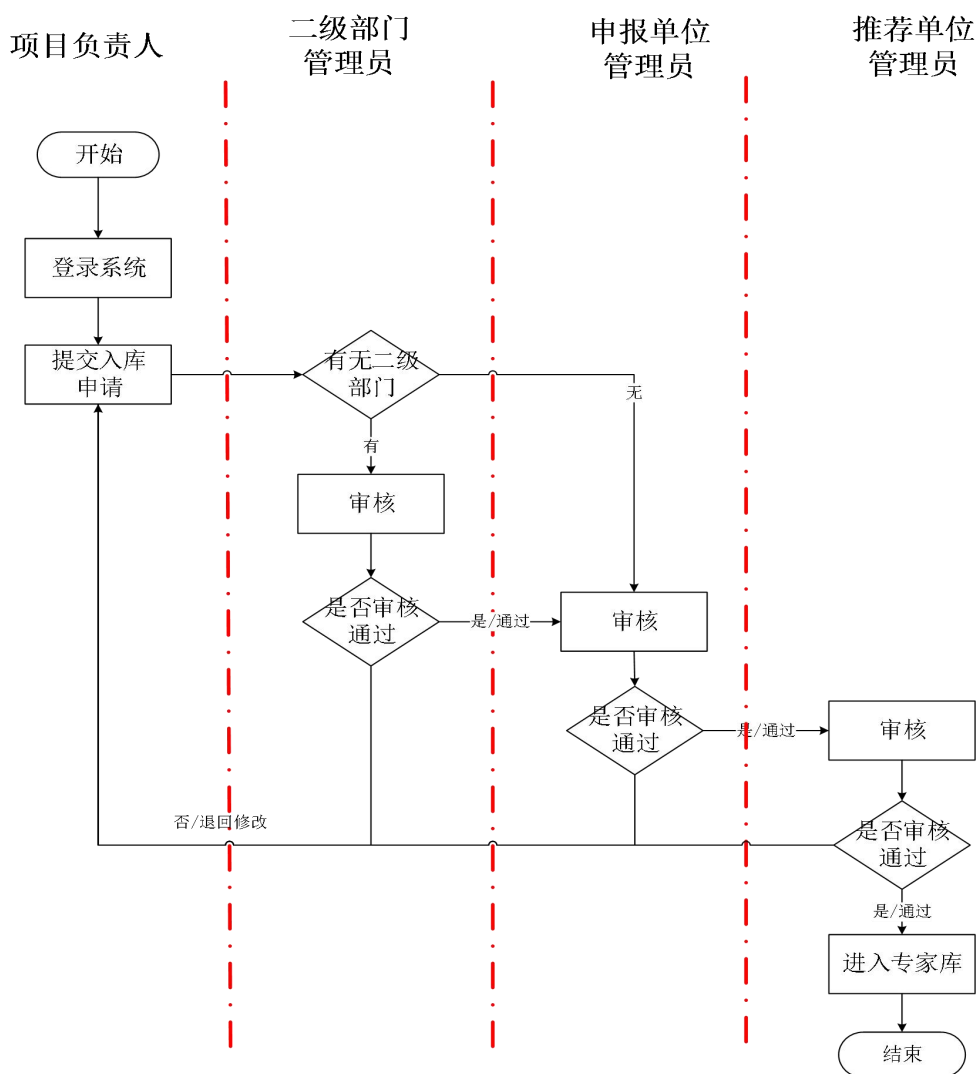 项目负责人
二级部门
管理员
申报单位
管理员
推荐单位
管理员
开始
登录系统
提交入库
申请
有无二级
部门
无
有
审核
是否审核
通过
是/通过
审核
是否审核
通过
是/通过
审核
否/退回修改
是否审核
通过
是/通过
进入专家库
结束